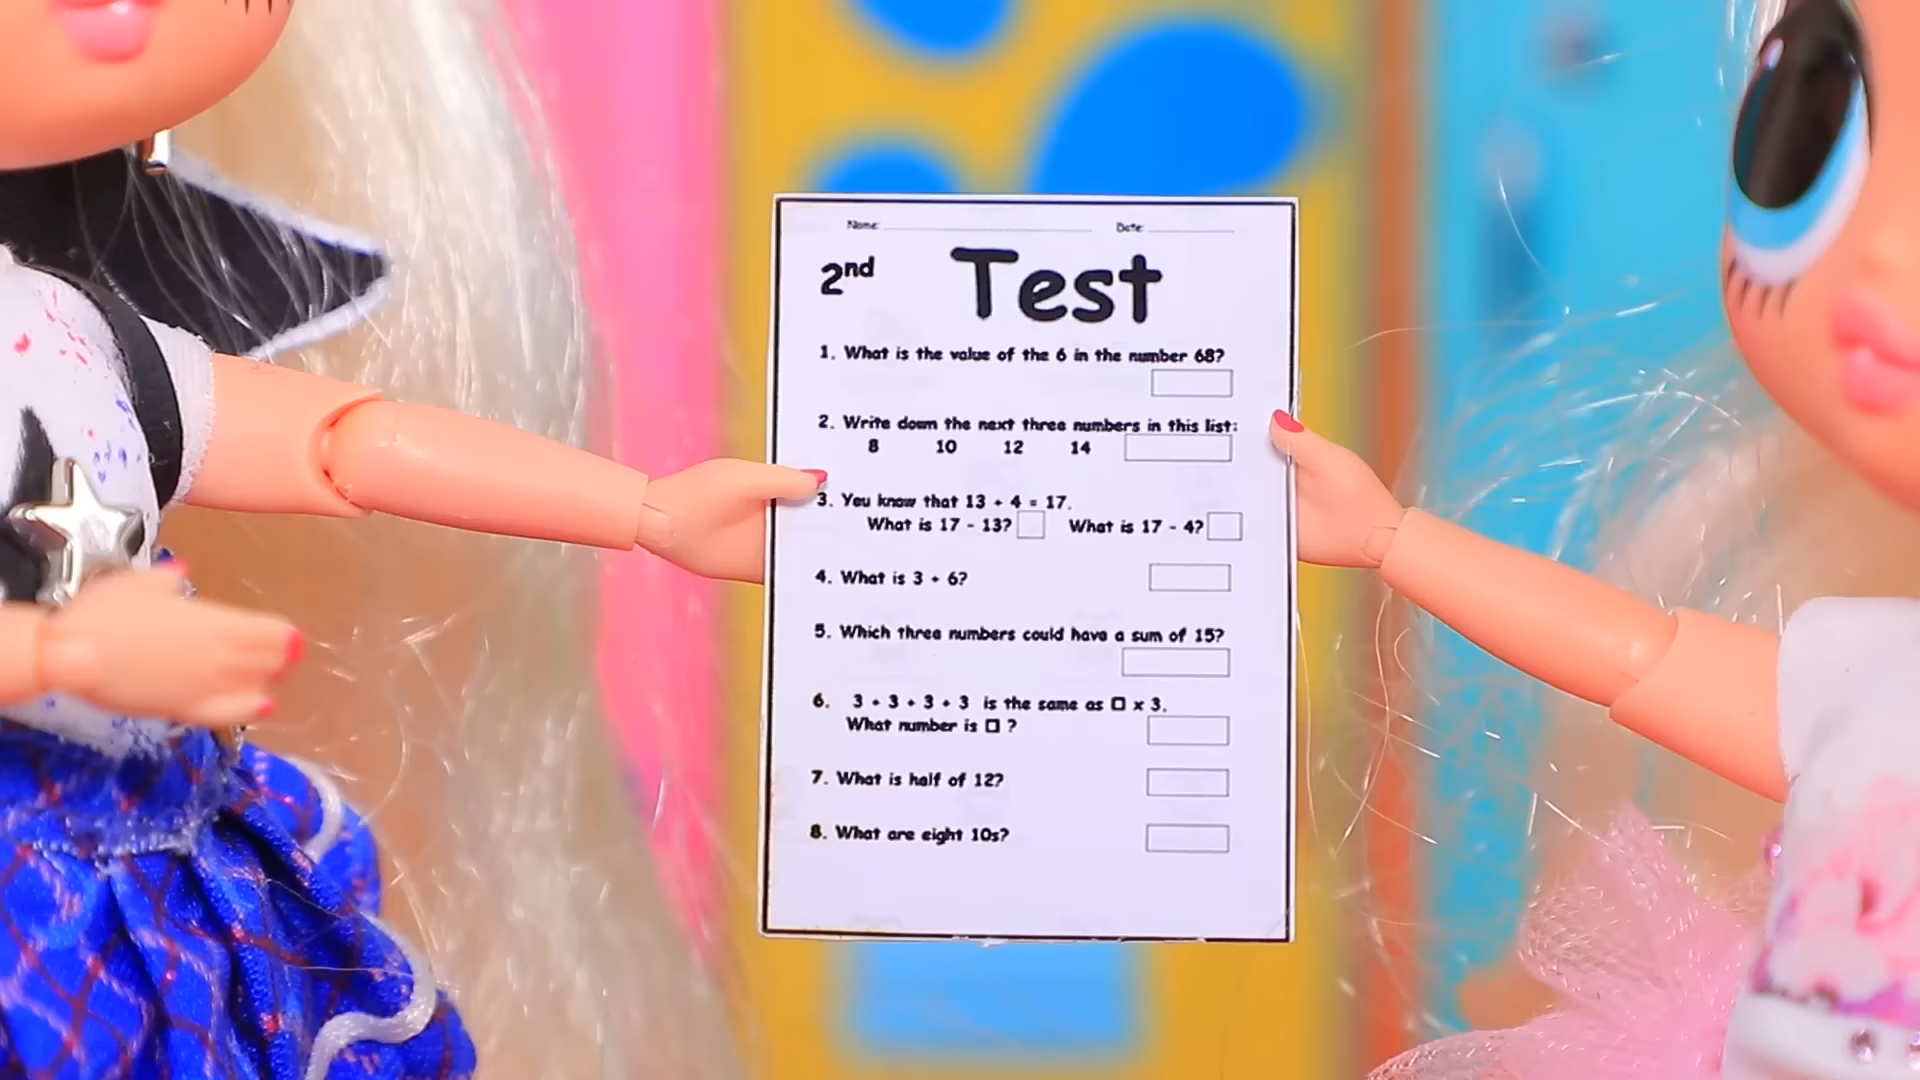 Name: Date:
2nd Test
1. What is the value of the 6 in the number 68?
2. Write down the next three numbers in this list:
8 10 12 14
3. You know that 13 + 4 = 17.
What is 17 - 13? What is 17 - 4?
4. What is 3 + 6?
5. Which three numbers could have a sum of 15?
6. 3 + 3 + 3 + 3 is the same as □ x 3.
What number is □ ?
7. What is half of 12?
8. What are eight 10s?